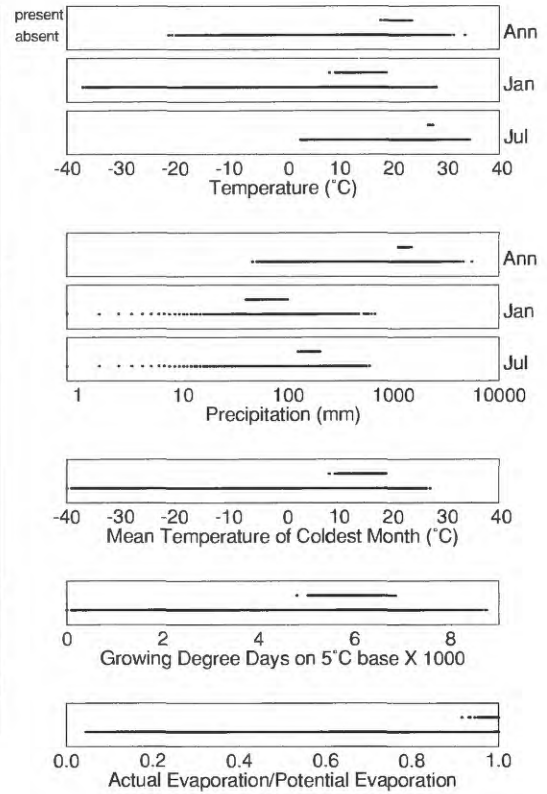 present
absent
Ann
Jan
Jul
-40 -30 -20 -10 0 10 20 30 40
Temperature (°C)
Ann
Jan
Jul
1 10 100 1000 10000
Precipitation (mm)
-40 -30 -20 -10 0 10 20 30 40
Mean Temperature of Coldest Month (°C)
0 2 4 6 8
Growing Degree Days on 5°C base X 1000
0.0 0.2 0.4 0.6 0.8 1.0
Actual Evaporation/Potential Evaporation